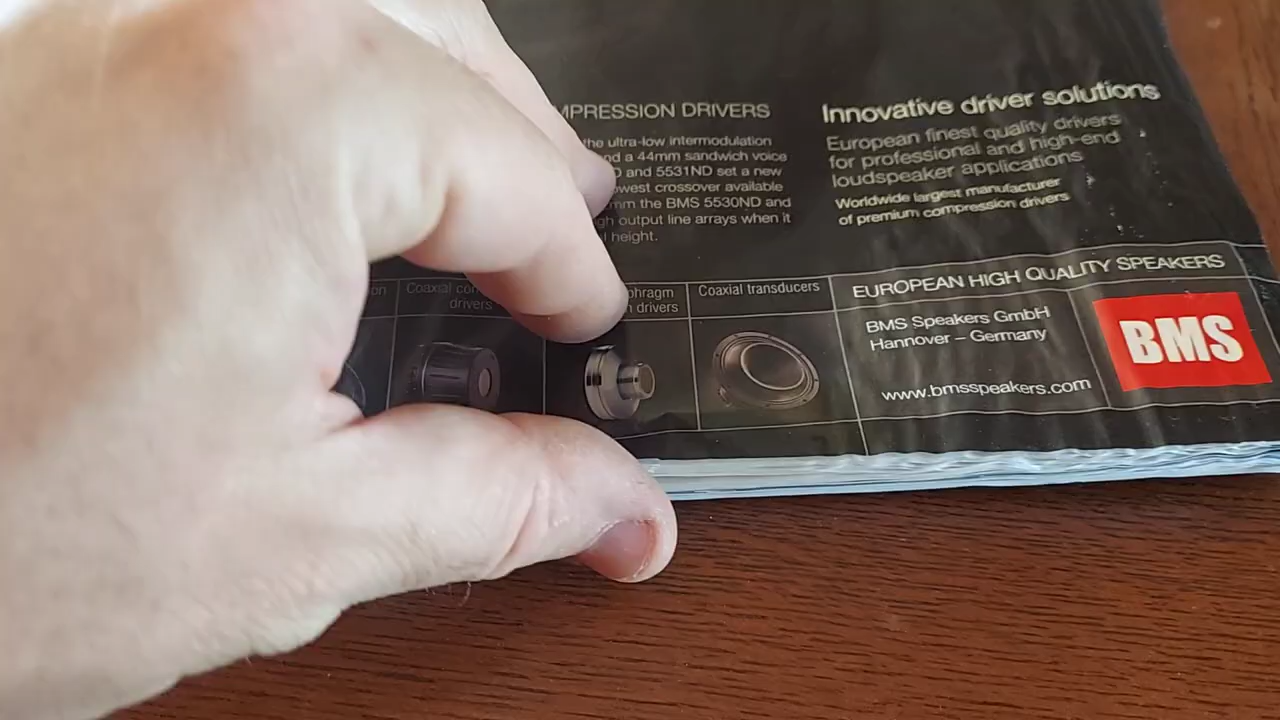 MPRESSION DRIVERS
the ultra-low intermodulation
nd a 44mm sandwich voice
D and 5531ND set a new
owest crossover available
mm the BMS 5530ND and
gh output line arrays when it
l height.
Innovative driver solutions
European finest quality drivers
for professional and high-end
loudspeaker applications
Worldwide largest manufacturer
of premium compression drivers
on
Coaxial com
drivers
phragm
n drivers
Coaxial transducers
EUROPEAN HIGH QUALITY SPEAKERS
BMS Speakers GmbH
Hannover – Germany
www.bmsspeakers.com
BMS